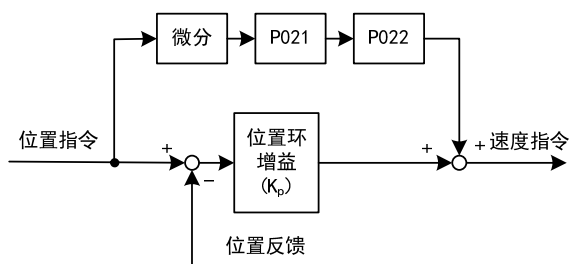 微分
P021
P022
位置指令
+
−
位置环
增益
(Kp)
+
+
速度指令
位置反馈